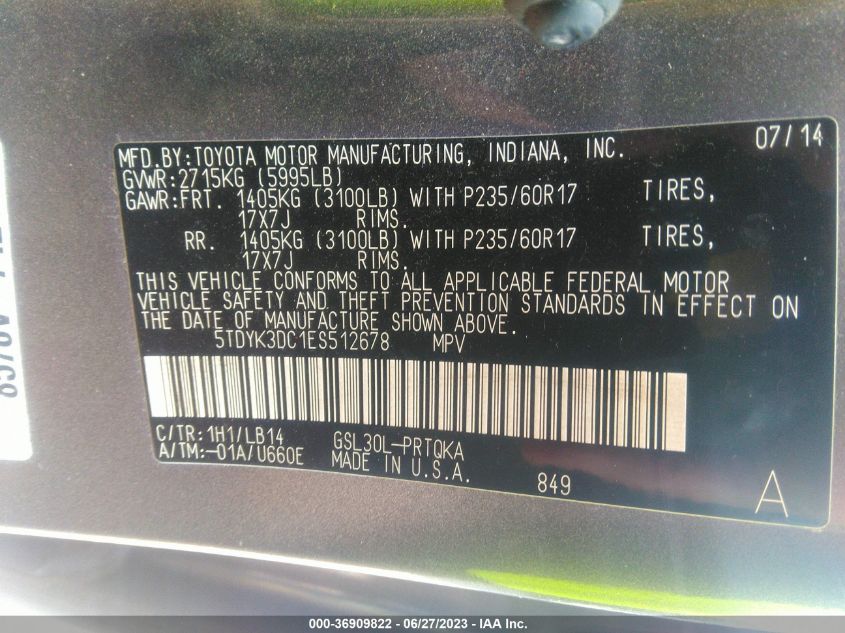 07/14
MFD.BY:TOYOTA MOTOR MANUFACTURING, INDIANA, INC.
GVWR:2715KG (5995LB)
GAWR:FRT. 1405KG (3100LB) WITH P235/60R17 TIRES,
17X7J RIMS.
RR. 1405KG (3100LB) WITH P235/60R17 TIRES,
17X7J RIMS.
THIS VEHICLE CONFORMS TO ALL APPLICABLE FEDERAL MOTOR
VEHICLE SAFETY AND THEFT PREVENTION STANDARDS IN EFFECT ON
THE DATE OF MANUFACTURE SHOWN ABOVE.
5TDYK3DC1ES512678 MPV
C/TR:1H1/LB14 GSL30L-PRTQKA
A/TM:-01A/U660E MADE IN U.S.A.
849
A
000-36909822 - 06/27/2023 - IAA Inc.